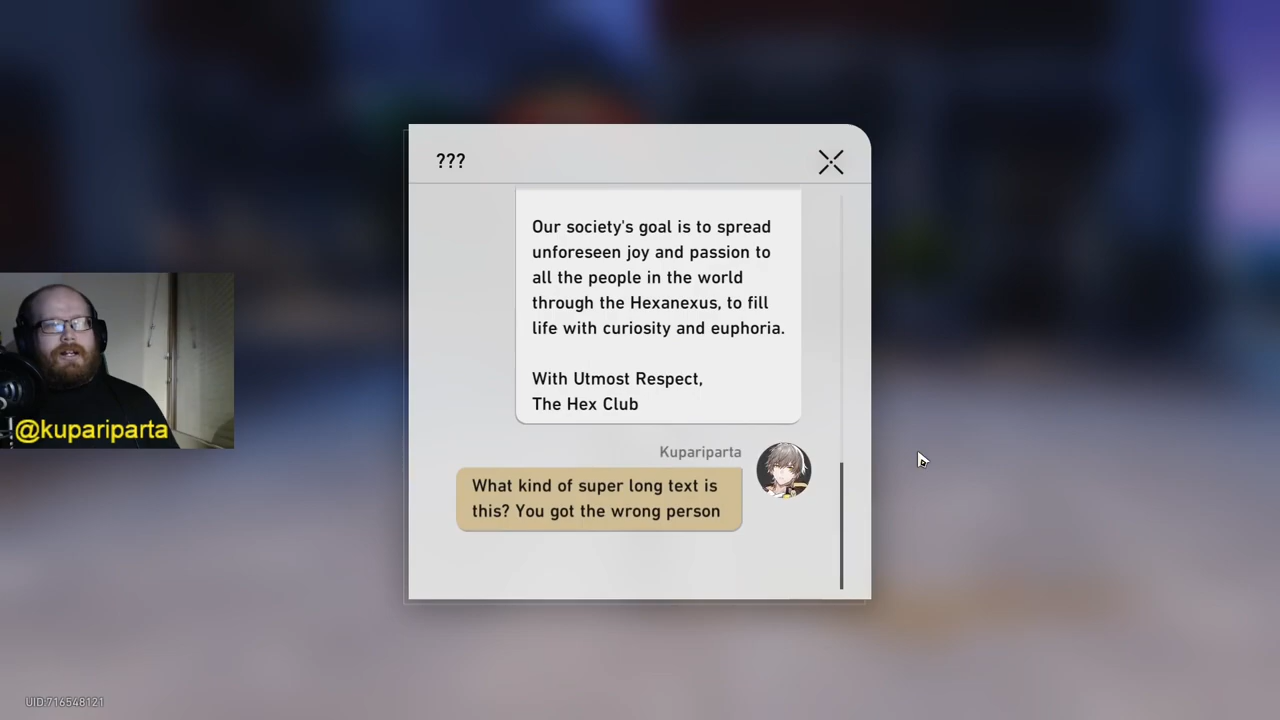 ???
Our society's goal is to spread
unforeseen joy and passion to
all the people in the world
through the Hexanexus, to fill
life with curiosity and euphoria.
With Utmost Respect,
The Hex Club
Kupariparta
What kind of super long text is
this? You got the wrong person
@kupariparta
UID:716548121